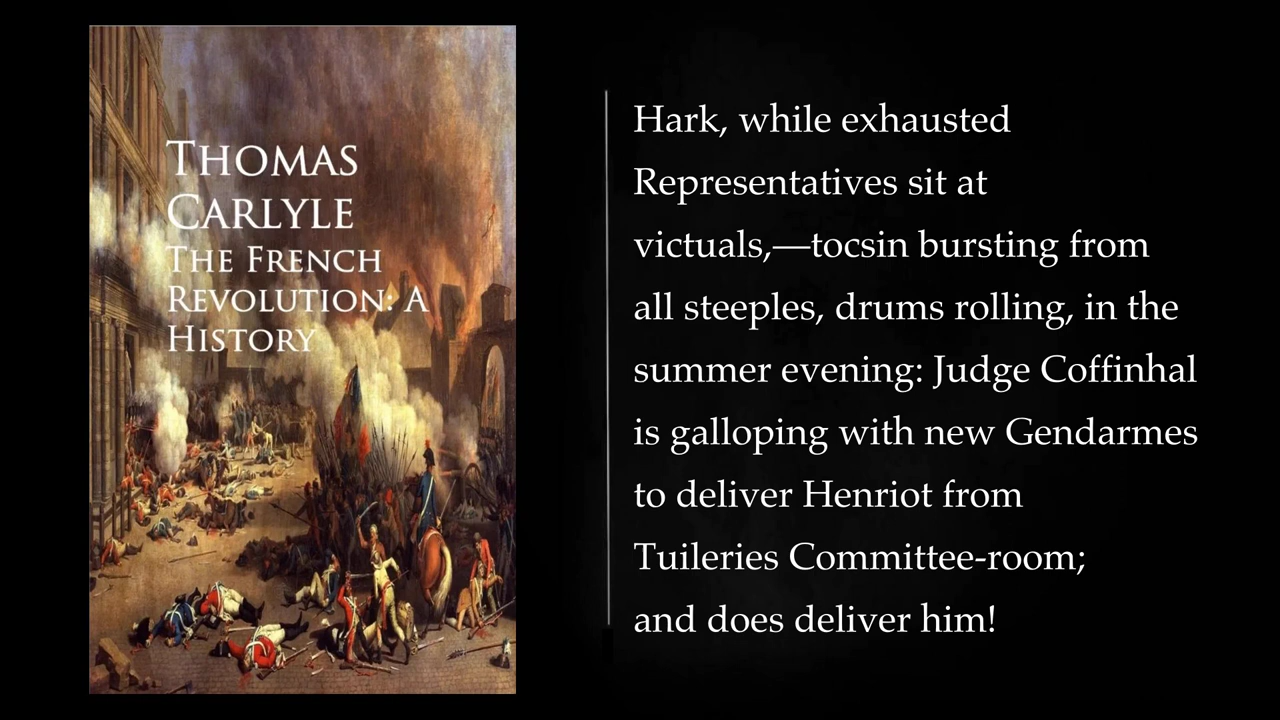 THOMAS
CARLYLE
THE FRENCH
REVOLUTION: A
HISTORY
Hark, while exhausted
Representatives sit at
victuals,—tocsin bursting from
all steeples, drums rolling, in the
summer evening: Judge Coffinhal
is galloping with new Gendarmes
to deliver Henriot from
Tuileries Committee-room;
and does deliver him!